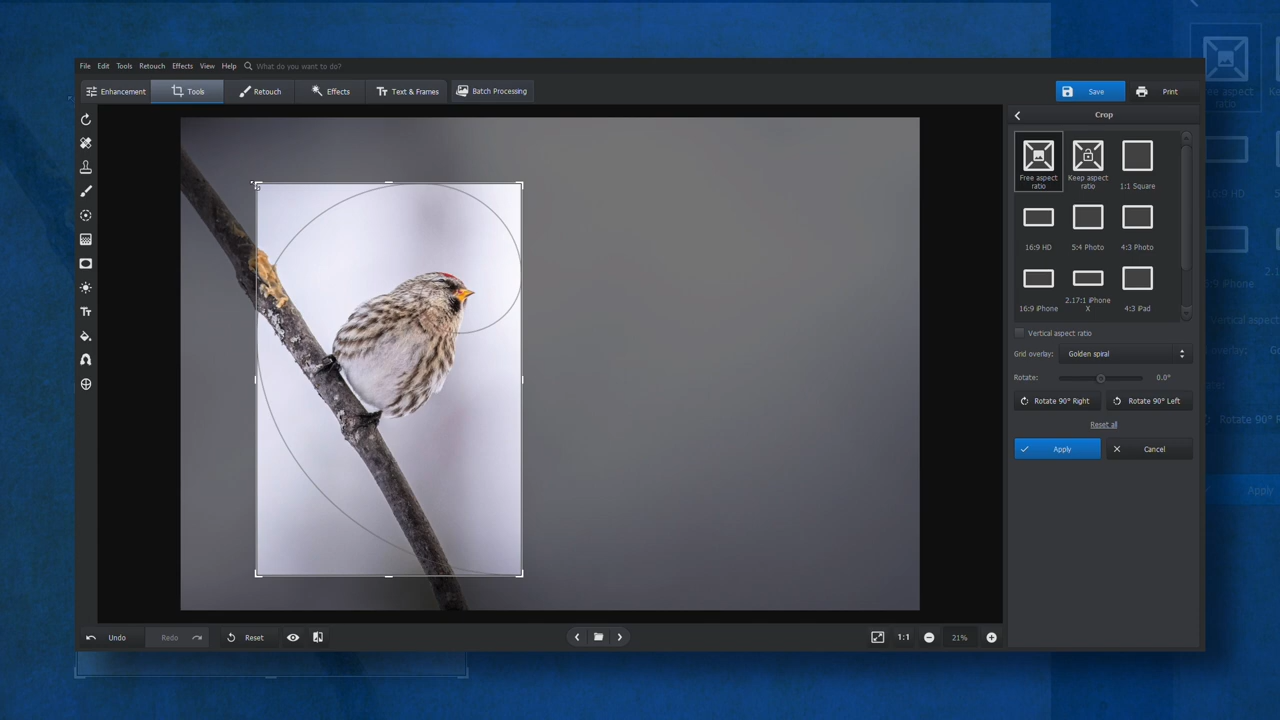 File Edit Tools Retouch Effects View Help What do you want to do?
Enhancement Tools Retouch Effects Text & Frames Batch Processing Save Print
Crop
Free aspect ratio
Keep aspect ratio
1:1 Square
16:9 HD
5:4 Photo
4:3 Photo
16:9 iPhone
2.17:1 iPhone X
4:3 iPad
Vertical aspect ratio
Grid overlay: Golden spiral
Rotate: 0.0°
Rotate 90° Right Rotate 90° Left
Reset all
Apply Cancel
Undo Redo Reset 1:1 21%